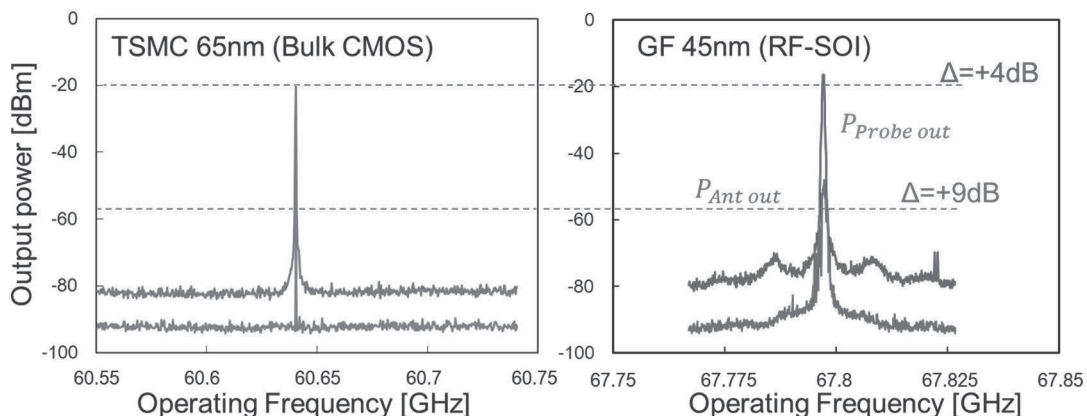 TSMC 65nm (Bulk CMOS)
Output power [dBm]
0
-20
-40
-60
-80
-100
60.55
60.6
60.65
60.7
60.75
Operating Frequency [GHz]
GF 45nm (RF-SOI)
Δ=+4dB
P_Probe out
P_Ant out
Δ=+9dB
0
-20
-40
-60
-80
-100
67.75
67.775
67.8
67.825
67.85
Operating Frequency [GHz]